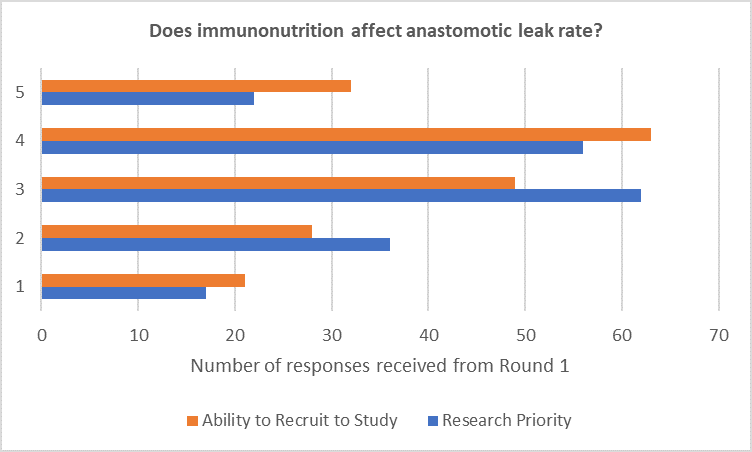 Does immunonutrition affect anastomotic leak rate?
5
4
3
2
1
0 10 20 30 40 50 60 70
Number of responses received from Round 1
Ability to Recruit to Study Research Priority